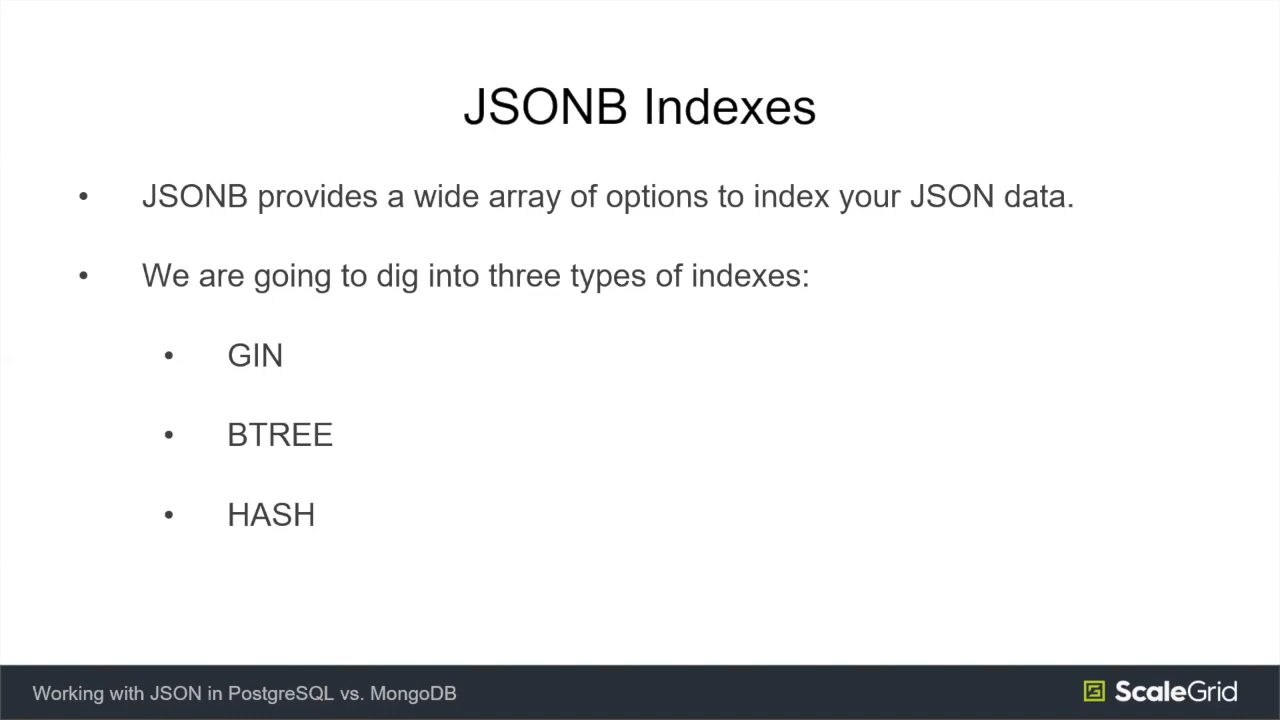 JSONB Indexes
• JSONB provides a wide array of options to index your JSON data.
• We are going to dig into three types of indexes:
• GIN
• BTREE
• HASH
Working with JSON in PostgreSQL vs. MongoDB
ScaleGrid